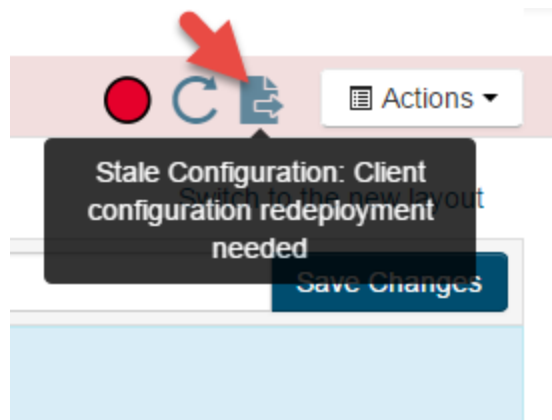 Actions
Stale Configuration: Client
configuration redeployment
needed
Switch to the new layout
Save Changes